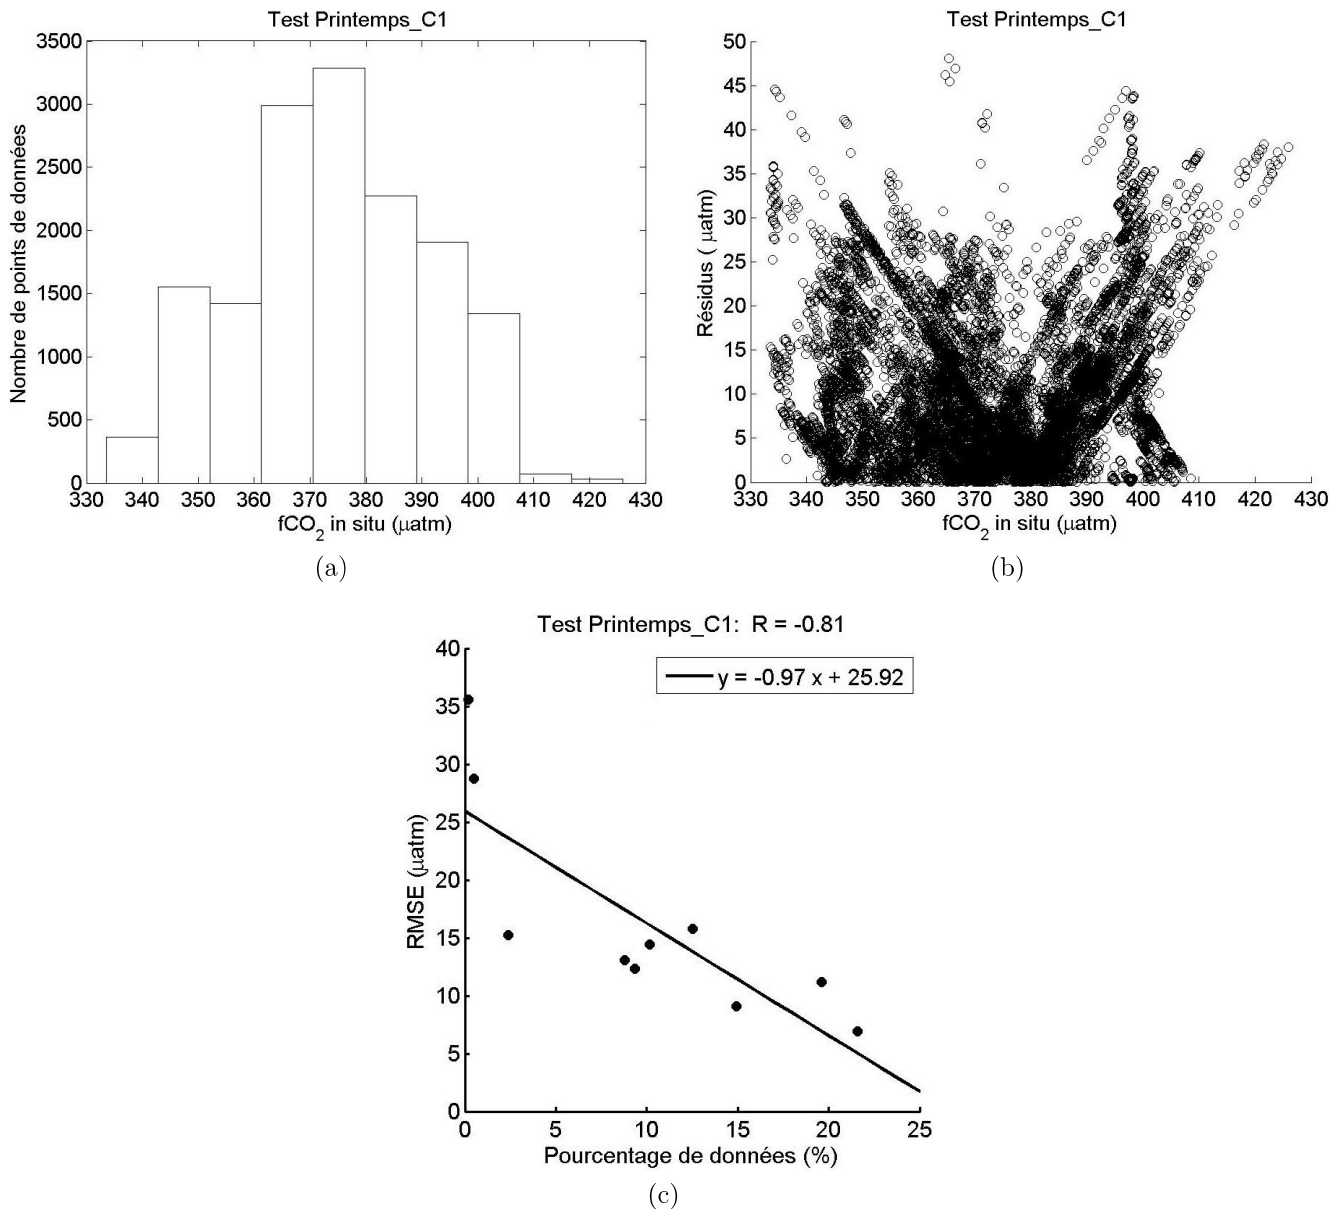 Test Printemps_C1
3500
3000
2500
2000
1500
1000
500
0
Nombre de points de données
330 340 350 360 370 380 390 400 410 420 430
fCO2 in situ (μatm)
(a)
Test Printemps_C1
50
45
40
35
30
25
20
15
10
5
0
Résidus ( μatm)
330 340 350 360 370 380 390 400 410 420 430
fCO2 in situ (μatm)
(b)
Test Printemps_C1: R = -0.81
y = -0.97 x + 25.92
40
35
30
25
20
15
10
5
0
RMSE (μatm)
0 5 10 15 20 25
Pourcentage de données (%)
(c)